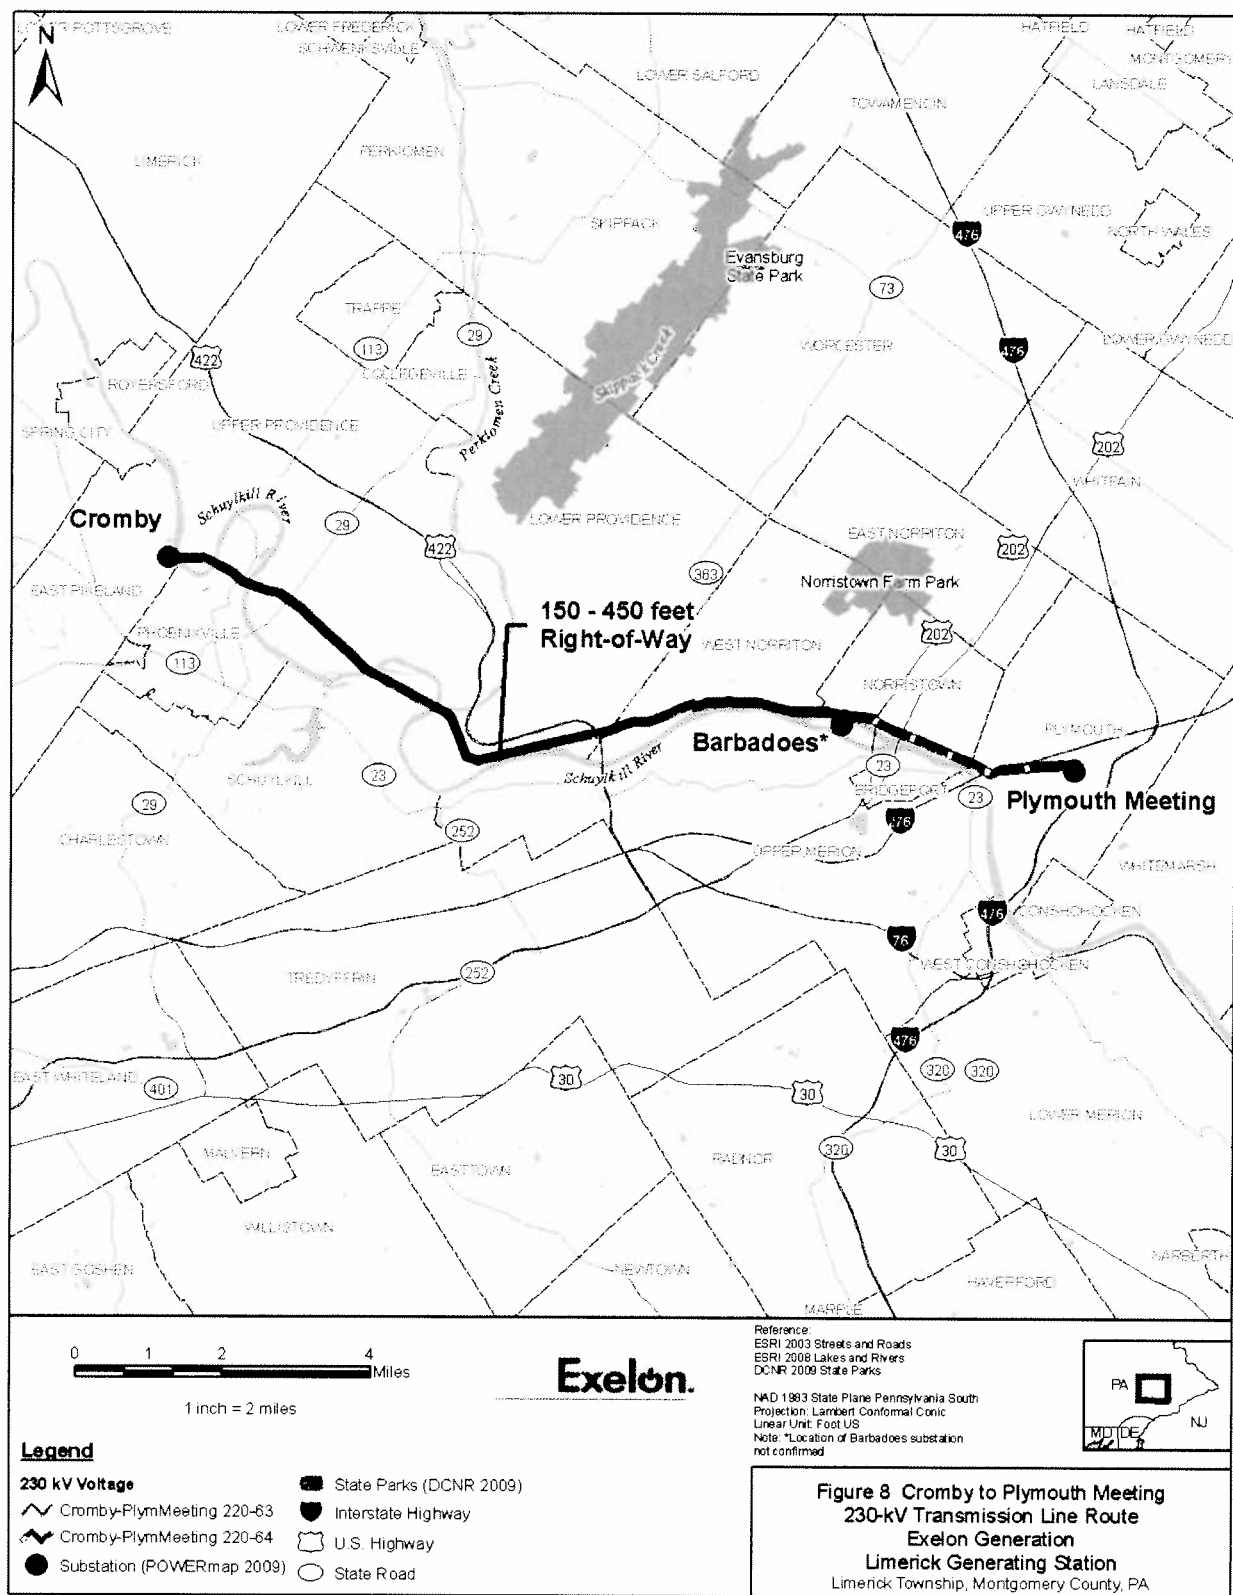 LOWER POTTSGROVE
LOWER FREDERICK
SCHWENKSVILLE
HATFIELD
HATFIELD
MONTGOMERY
LANSDALE
N
LOWER SALFORD
TOWAMENCIN
LIMERICK
PERKIOMEN
SKIPPACK
UPPER GWYNEDD
NORTH WALES
476
Evansburg
State Park
73
TRAPPE
113
29
COLLEGEVILLE
WORCESTER
476
LOWER GWYNEDD
422
ROYERSFORD
Perkiomen Creek
Skippack Creek
SPRING CITY
UPPER PROVIDENCE
202
WHITPAIN
Schuylkill River
Cromby
29
LOWER PROVIDENCE
EAST NORRITON
422
202
363
Norristown Farm Park
EAST PIKELAND
150 - 450 feet
Right-of-Way
PHOENIXVILLE
113
WEST NORRITON
202
NORRISTOWN
Barbadoes*
PLYMOUTH
SCHUYLKILL
23
Schuylkill River
23
BRIDGEPORT
23
Plymouth Meeting
29
CHARLESTOWN
252
276
UPPER MERION
WHITEMARSH
476
CONSHOHOCKEN
76
WEST CONSHOHOCKEN
TREDYFFRIN
252
476
EAST WHITELAND
401
30
320
320
30
LOWER MERION
MALVERN
EASTTOWN
RADNOR
320
30
WILLISTOWN
EAST GOSHEN
NEWTOWN
HAVERFORD
NARBERTH
MARPLE
0 1 2 4
Miles
1 inch = 2 miles
Exelon.
Reference:
ESRI 2003 Streets and Roads
ESRI 2008 Lakes and Rivers
DCNR 2009 State Parks
NAD 1983 State Plane Pennsylvania South
Projection: Lambert Conformal Conic
Linear Unit: Foot US
Note: *Location of Barbadoes substation
not confirmed
PA
NJ
MD
DE
Legend
230 kV Voltage
Cromby-PlymMeeting 220-63
Cromby-PlymMeeting 220-64
Substation (POWERmap 2009)
State Parks (DCNR 2009)
Interstate Highway
U.S. Highway
State Road
Figure 8 Cromby to Plymouth Meeting
230-kV Transmission Line Route
Exelon Generation
Limerick Generating Station
Limerick Township, Montgomery County, PA